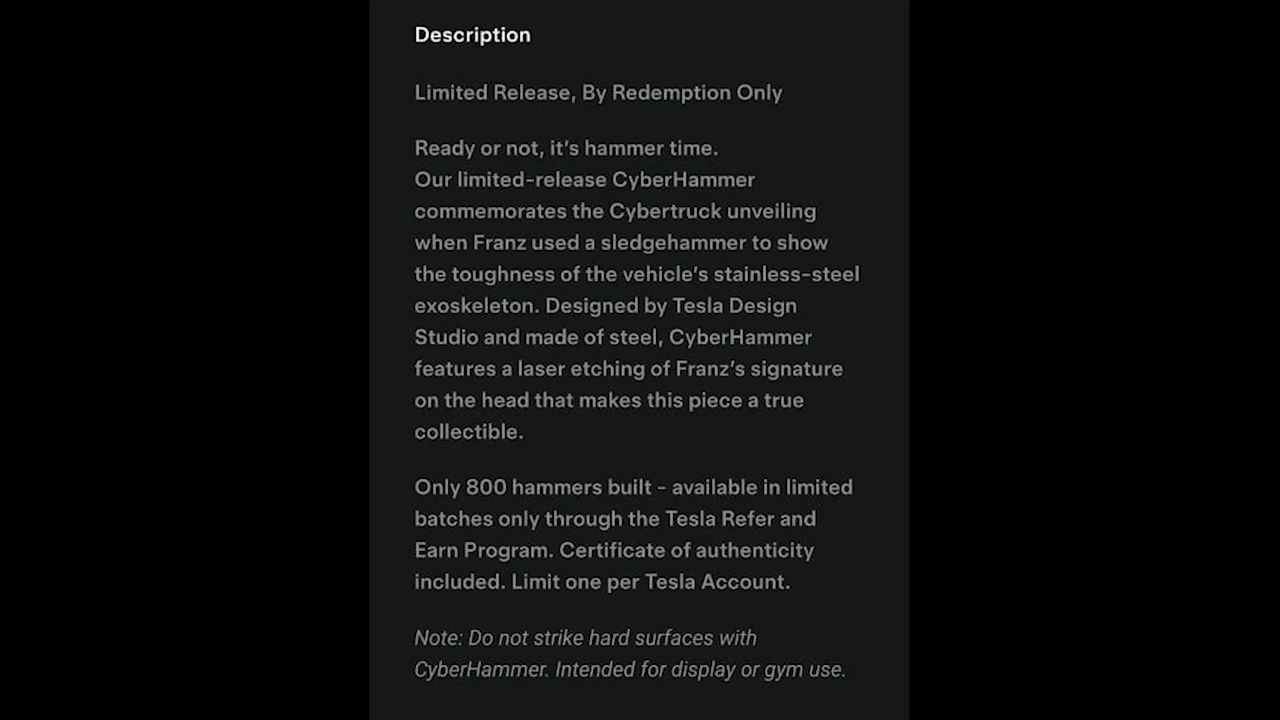 Description
Limited Release, By Redemption Only
Ready or not, it’s hammer time.
Our limited-release CyberHammer
commemorates the Cybertruck unveiling
when Franz used a sledgehammer to show
the toughness of the vehicle’s stainless-steel
exoskeleton. Designed by Tesla Design
Studio and made of steel, CyberHammer
features a laser etching of Franz’s signature
on the head that makes this piece a true
collectible.
Only 800 hammers built - available in limited
batches only through the Tesla Refer and
Earn Program. Certificate of authenticity
included. Limit one per Tesla Account.
Note: Do not strike hard surfaces with
CyberHammer. Intended for display or gym use.